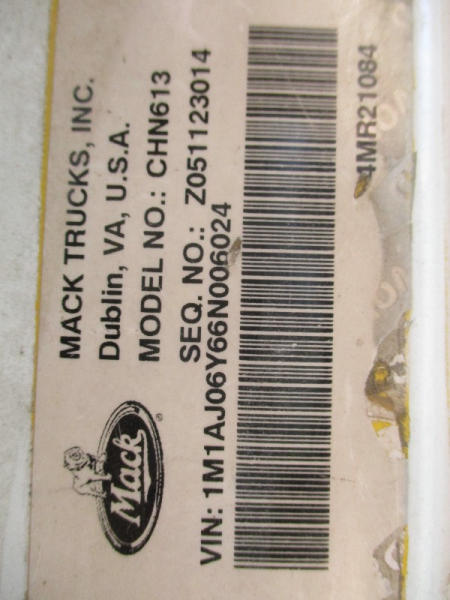 MACK TRUCKS, INC.
Dublin, VA, U.S.A.
MODEL NO.: CHN613
SEQ. NO.: Z051123014
VIN: 1M1AJ06Y66N006024
4MR21084
Mack
®